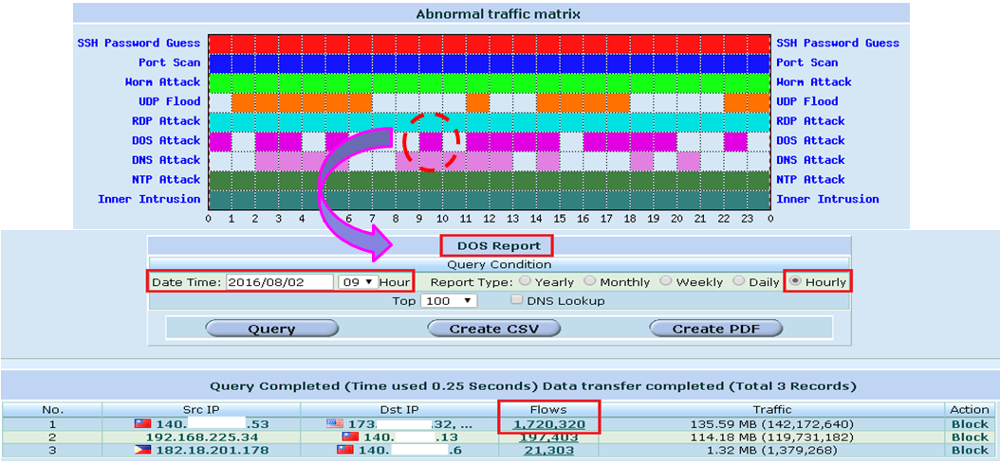 Abnormal traffic matrix
SSH Password Guess SSH Password Guess
Port Scan Port Scan
Worm Attack Worm Attack
UDP Flood UDP Flood
RDP Attack RDP Attack
DOS Attack DOS Attack
DNS Attack DNS Attack
NTP Attack NTP Attack
Inner Intrusion Inner Intrusion
0 1 2 3 4 5 6 7 8 9 10 11 12 13 14 15 16 17 18 19 20 21 22 23 0
DOS Report
Query Condition
Date Time: 2016/08/02 09 Hour Report Type: Yearly Monthly Weekly Daily Hourly
Top 100 DNS Lookup
Query Create CSV Create PDF
Query Completed (Time used 0.25 Seconds) Data transfer completed (Total 3 Records)
No. Src IP Dst IP Flows Traffic Action
1 140. .53 173. .32, ... 1,720,320 135.59 MB (142,172,640) Block
2 192.168.225.34 140. .13 197,403 114.18 MB (119,731,182) Block
3 182.18.201.178 140. .6 21,303 1.32 MB (1,379,268) Block